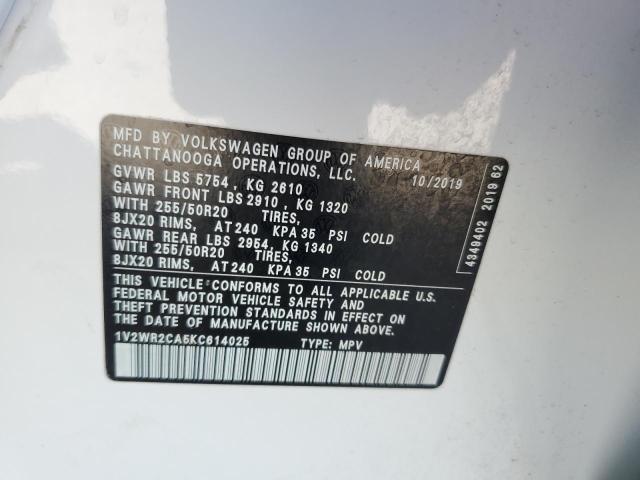 MFD BY VOLKSWAGEN GROUP OF AMERICA
CHATTANOOGA OPERATIONS, LLC. 10/2019
GVWR LBS 5754 , KG 2610
GAWR FRONT LBS 2910 , KG 1320
WITH 255/50R20 TIRES,
8JX20 RIMS, AT 240 KPA 35 PSI COLD
GAWR REAR LBS 2954, KG 1340
WITH 255/50R20 TIRES,
8JX20 RIMS, AT 240 KPA 35 PSI COLD
THIS VEHICLE CONFORMS TO ALL APPLICABLE U.S.
FEDERAL MOTOR VEHICLE SAFETY AND
THEFT PREVENTION STANDARDS IN EFFECT ON
THE DATE OF MANUFACTURE SHOWN ABOVE.
1V2WR2CA5KC614025 TYPE: MPV
4349402 2019 62